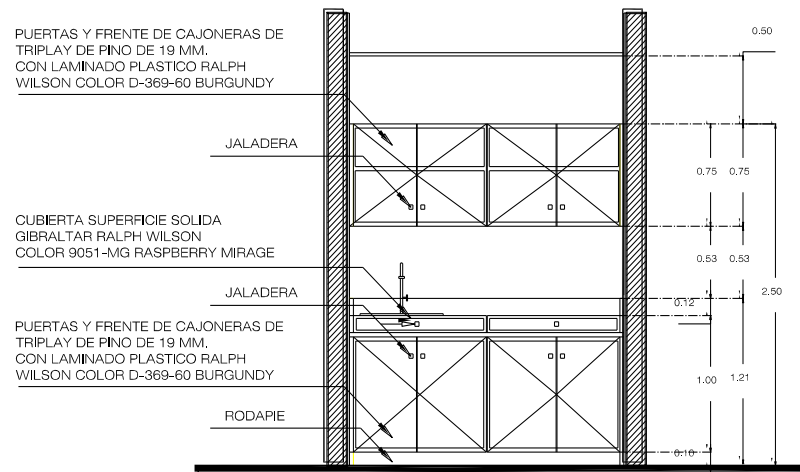 PUERTAS Y FRENTE DE CAJONERAS DE
TRIPLAY DE PINO DE 19 MM.
CON LAMINADO PLASTICO RALPH
WILSON COLOR D-369-60 BURGUNDY
JALADERA
CUBIERTA SUPERFICIE SOLIDA
GIBRALTAR RALPH WILSON
COLOR 9051-MG RASPBERRY MIRAGE
JALADERA
PUERTAS Y FRENTE DE CAJONERAS DE
TRIPLAY DE PINO DE 19 MM.
CON LAMINADO PLASTICO RALPH
WILSON COLOR D-369-60 BURGUNDY
RODAPIE
0.50
0.75 0.75
0.53 0.53
2.50
0.12
1.00 1.21
0.10